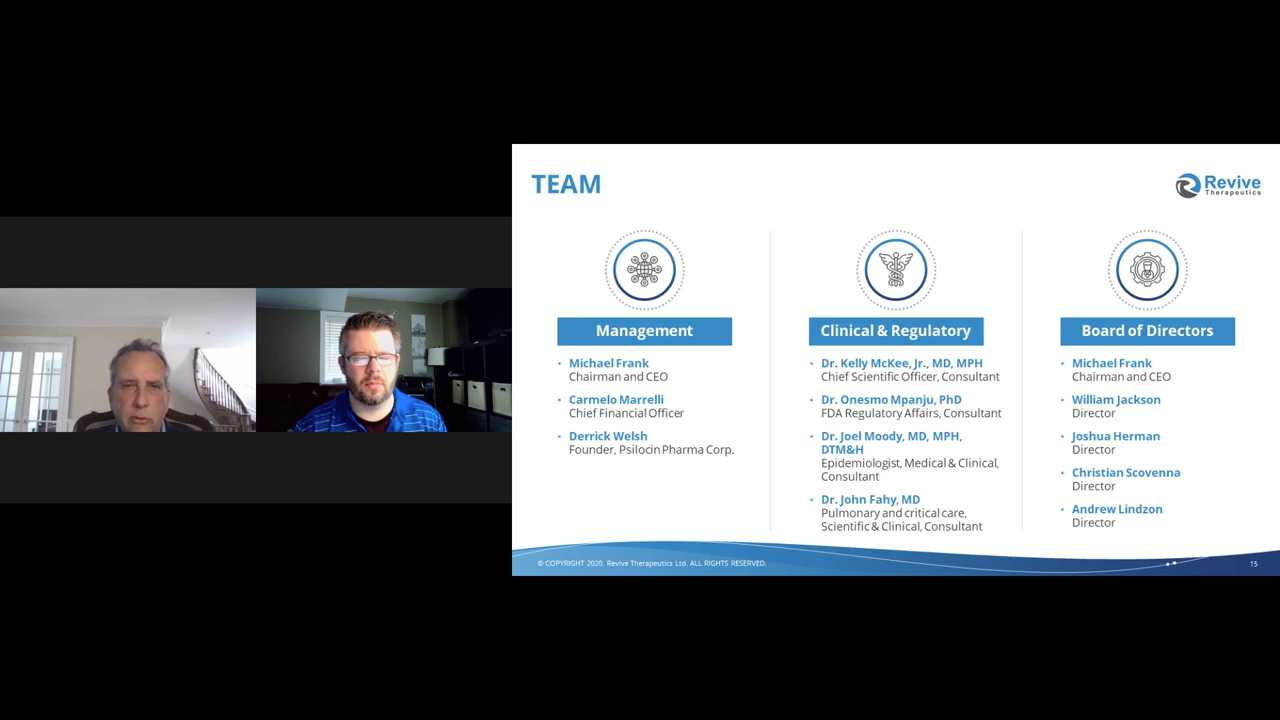 TEAM
Revive
Therapeutics
Management
• Michael Frank
Chairman and CEO
• Carmelo Marrelli
Chief Financial Officer
• Derrick Welsh
Founder, Psilocin Pharma Corp.
Clinical & Regulatory
• Dr. Kelly McKee, Jr., MD, MPH
Chief Scientific Officer, Consultant
• Dr. Onesmo Mpanju, PhD
FDA Regulatory Affairs, Consultant
• Dr. Joel Moody, MD, MPH,
DTM&H
Epidemiologist, Medical & Clinical,
Consultant
• Dr. John Fahy, MD
Pulmonary and critical care,
Scientific & Clinical, Consultant
Board of Directors
• Michael Frank
Chairman and CEO
• William Jackson
Director
• Joshua Herman
Director
• Christian Scovenna
Director
• Andrew Lindzon
Director
© COPYRIGHT 2020. Revive Therapeutics Ltd. ALL RIGHTS RESERVED.
15